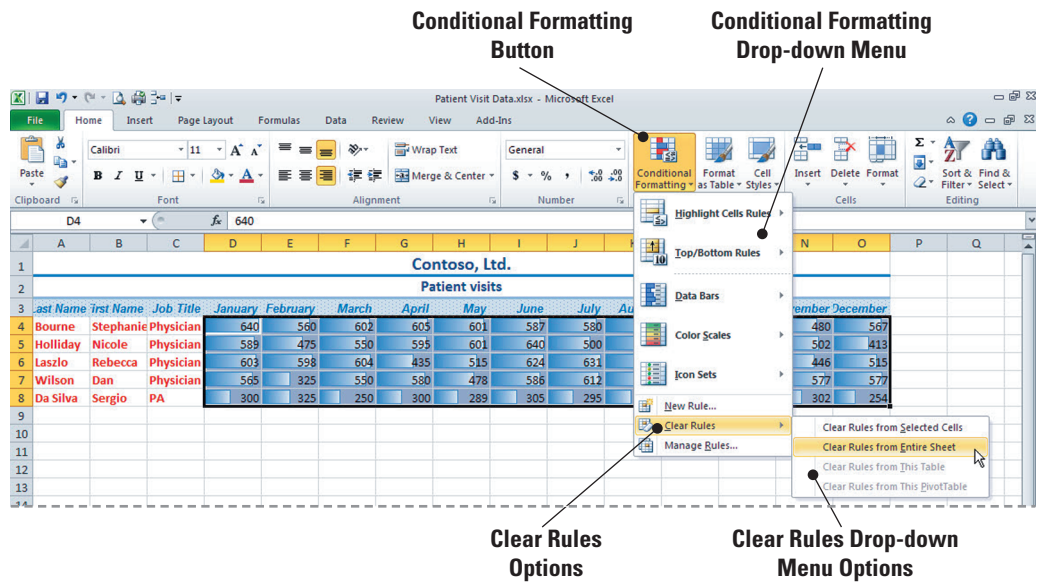 Conditional Formatting Button
Conditional Formatting Drop-down Menu
Patient Visit Data.xlsx - Microsoft Excel
File Home Insert Page Layout Formulas Data Review View Add-Ins
Calibri 11 A A Wrap Text General Σ
Paste B I U A Merge & Center $ % , .0 .00 .00 .0 Conditional Formatting Format as Table Cell Styles Insert Delete Format Sort & Filter Find & Select
Clipboard Font Alignment Number Cells Editing
D4 fx 640
A B C D E F G H I J N O P Q
1 Contoso, Ltd.
2 Patient visits
3 ast Name irst Name Job Title January February March April May June July Au ember December
4 Bourne Stephanie Physician 640 560 602 605 601 587 580 480 567
5 Holliday Nicole Physician 589 475 550 595 601 640 500 502 413
6 Laszlo Rebecca Physician 603 598 604 435 515 624 631 446 515
7 Wilson Dan Physician 565 325 550 580 478 586 612 577 577
8 Da Silva Sergio PA 300 325 250 300 289 305 295 302 254
9
10
11
12
13
Highlight Cells Rules
Top/Bottom Rules
Data Bars
Color Scales
Icon Sets
New Rule...
Clear Rules
Manage Rules...
Clear Rules from Selected Cells
Clear Rules from Entire Sheet
Clear Rules from This Table
Clear Rules from This PivotTable
Clear Rules Options
Clear Rules Drop-down Menu Options